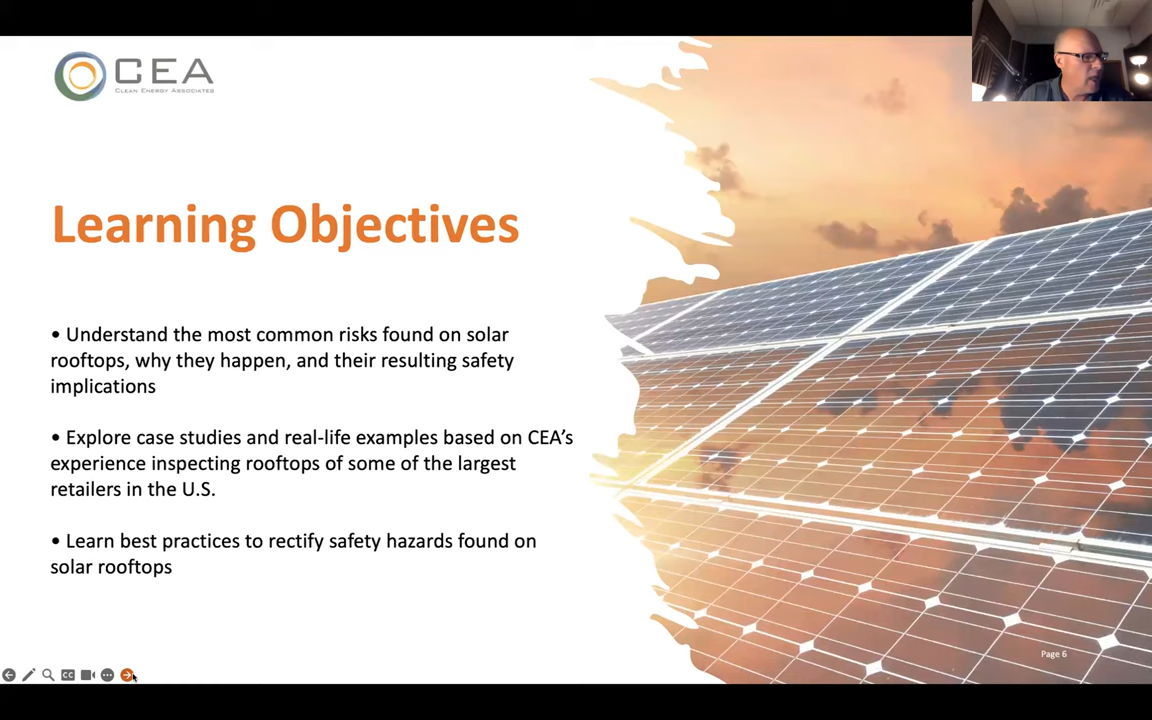 CEA
CLEAN ENERGY ASSOCIATES
Learning Objectives
• Understand the most common risks found on solar
rooftops, why they happen, and their resulting safety
implications
• Explore case studies and real-life examples based on CEA’s
experience inspecting rooftops of some of the largest
retailers in the U.S.
• Learn best practices to rectify safety hazards found on
solar rooftops
Page 6
CC